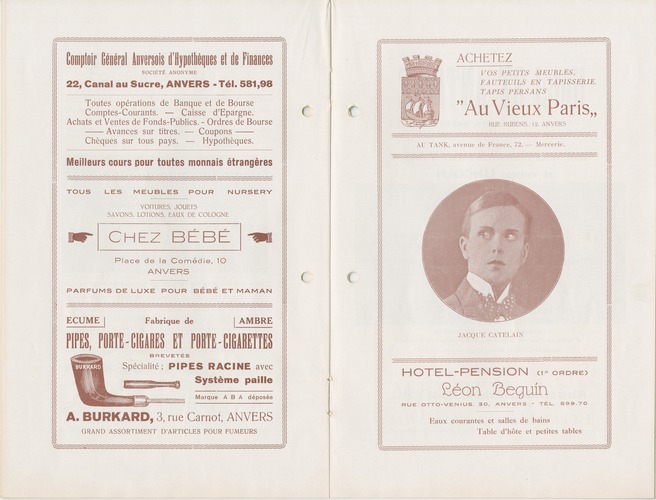 Comptoir Général Anversois d'Hypothèques et de Finances
SOCIÉTÉ ANONYME
22, Canal au Sucre, ANVERS - Tél. 581,98
Toutes opérations de Banque et de Bourse
Comptes-Courants. — Caisse d'Epargne.
Achats et Ventes de Fonds-Publics. - Ordres de Bourse
— Avances sur titres. — Coupons —
Chèques sur tous pays. — Hypothèques.
Meilleurs cours pour toutes monnais étrangères
TOUS LES MEUBLES POUR NURSERY
VOITURES, JOUETS
SAVONS, LOTIONS, EAUX DE COLOGNE
CHEZ BÉBÉ
Place de la Comédie, 10
ANVERS
PARFUMS DE LUXE POUR BÉBÉ ET MAMAN
ECUME Fabrique de AMBRE
PIPES, PORTE-CIGARES ET PORTE-CIGARETTES
BREVETÉS
BURKARD
Spécialité : PIPES RACINE avec
Système paille
Marque A B A déposée
A. BURKARD, 3, rue Carnot, ANVERS
GRAND ASSORTIMENT D'ARTICLES POUR FUMEURS
ACHETEZ
VOS PETITS MEUBLES,
FAUTEUILS EN TAPISSERIE.
TAPIS PERSANS
"Au Vieux Paris„
RUE RUBENS, 12, ANVERS
AU TANK, avenue de France, 72. — Mercerie.
JACQUE CATELAIN
HOTEL-PENSION (1r ORDRE)
Léon Beguin
RUE OTTO-VENIUS, 30, ANVERS - TÉL. 599.70
Eaux courantes et salles de bains
Table d'hôte et petites tables